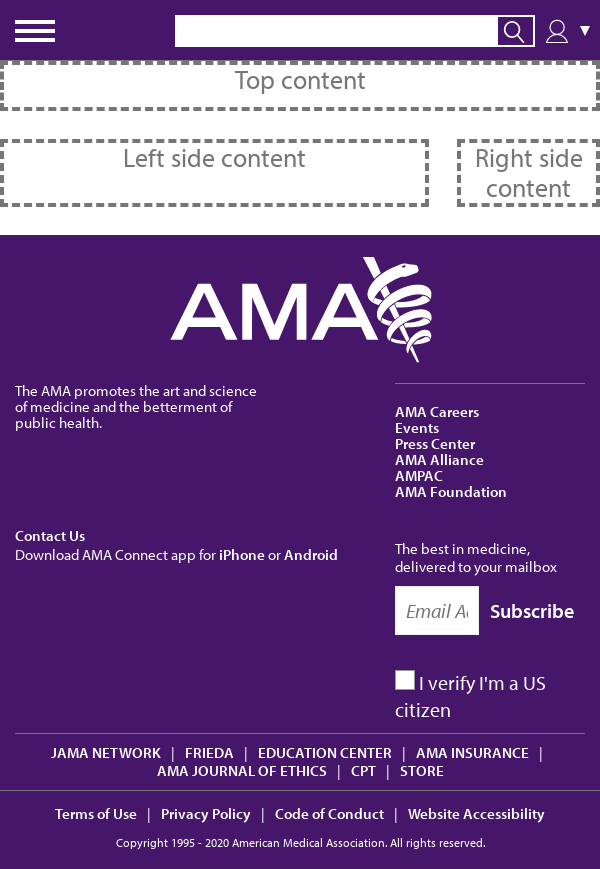 Top content
Left side content
Right side
content
AMA
The AMA promotes the art and science
of medicine and the betterment of
public health.
AMA Careers
Events
Press Center
AMA Alliance
AMPAC
AMA Foundation
Contact Us
Download AMA Connect app for iPhone or Android
The best in medicine,
delivered to your mailbox
Email Ad
Subscribe
I verify I'm a US
citizen
JAMA NETWORK | FRIEDA | EDUCATION CENTER | AMA INSURANCE |
AMA JOURNAL OF ETHICS | CPT | STORE
Terms of Use | Privacy Policy | Code of Conduct | Website Accessibility
Copyright 1995 - 2020 American Medical Association. All rights reserved.